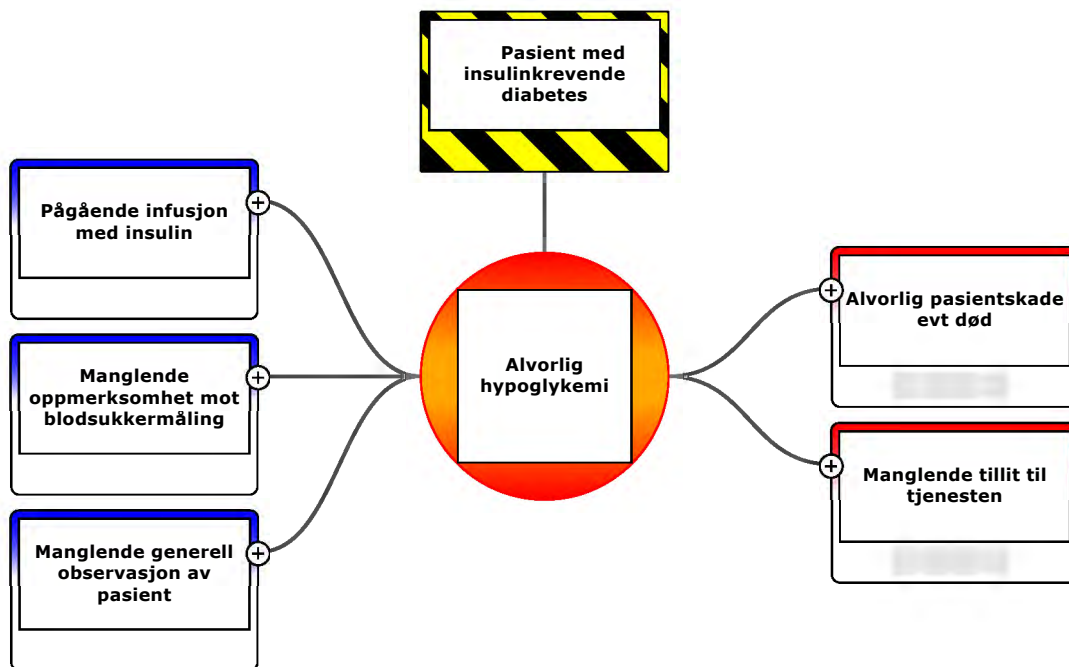 Pasient med
insulinkrevende
diabetes
Pågående infusjon
med insulin
Manglende
oppmerksomhet mot
blodsukkermåling
Manglende generell
observasjon av
pasient
Alvorlig
hypoglykemi
Alvorlig pasientskade
evt død
Manglende tillit til
tjenesten